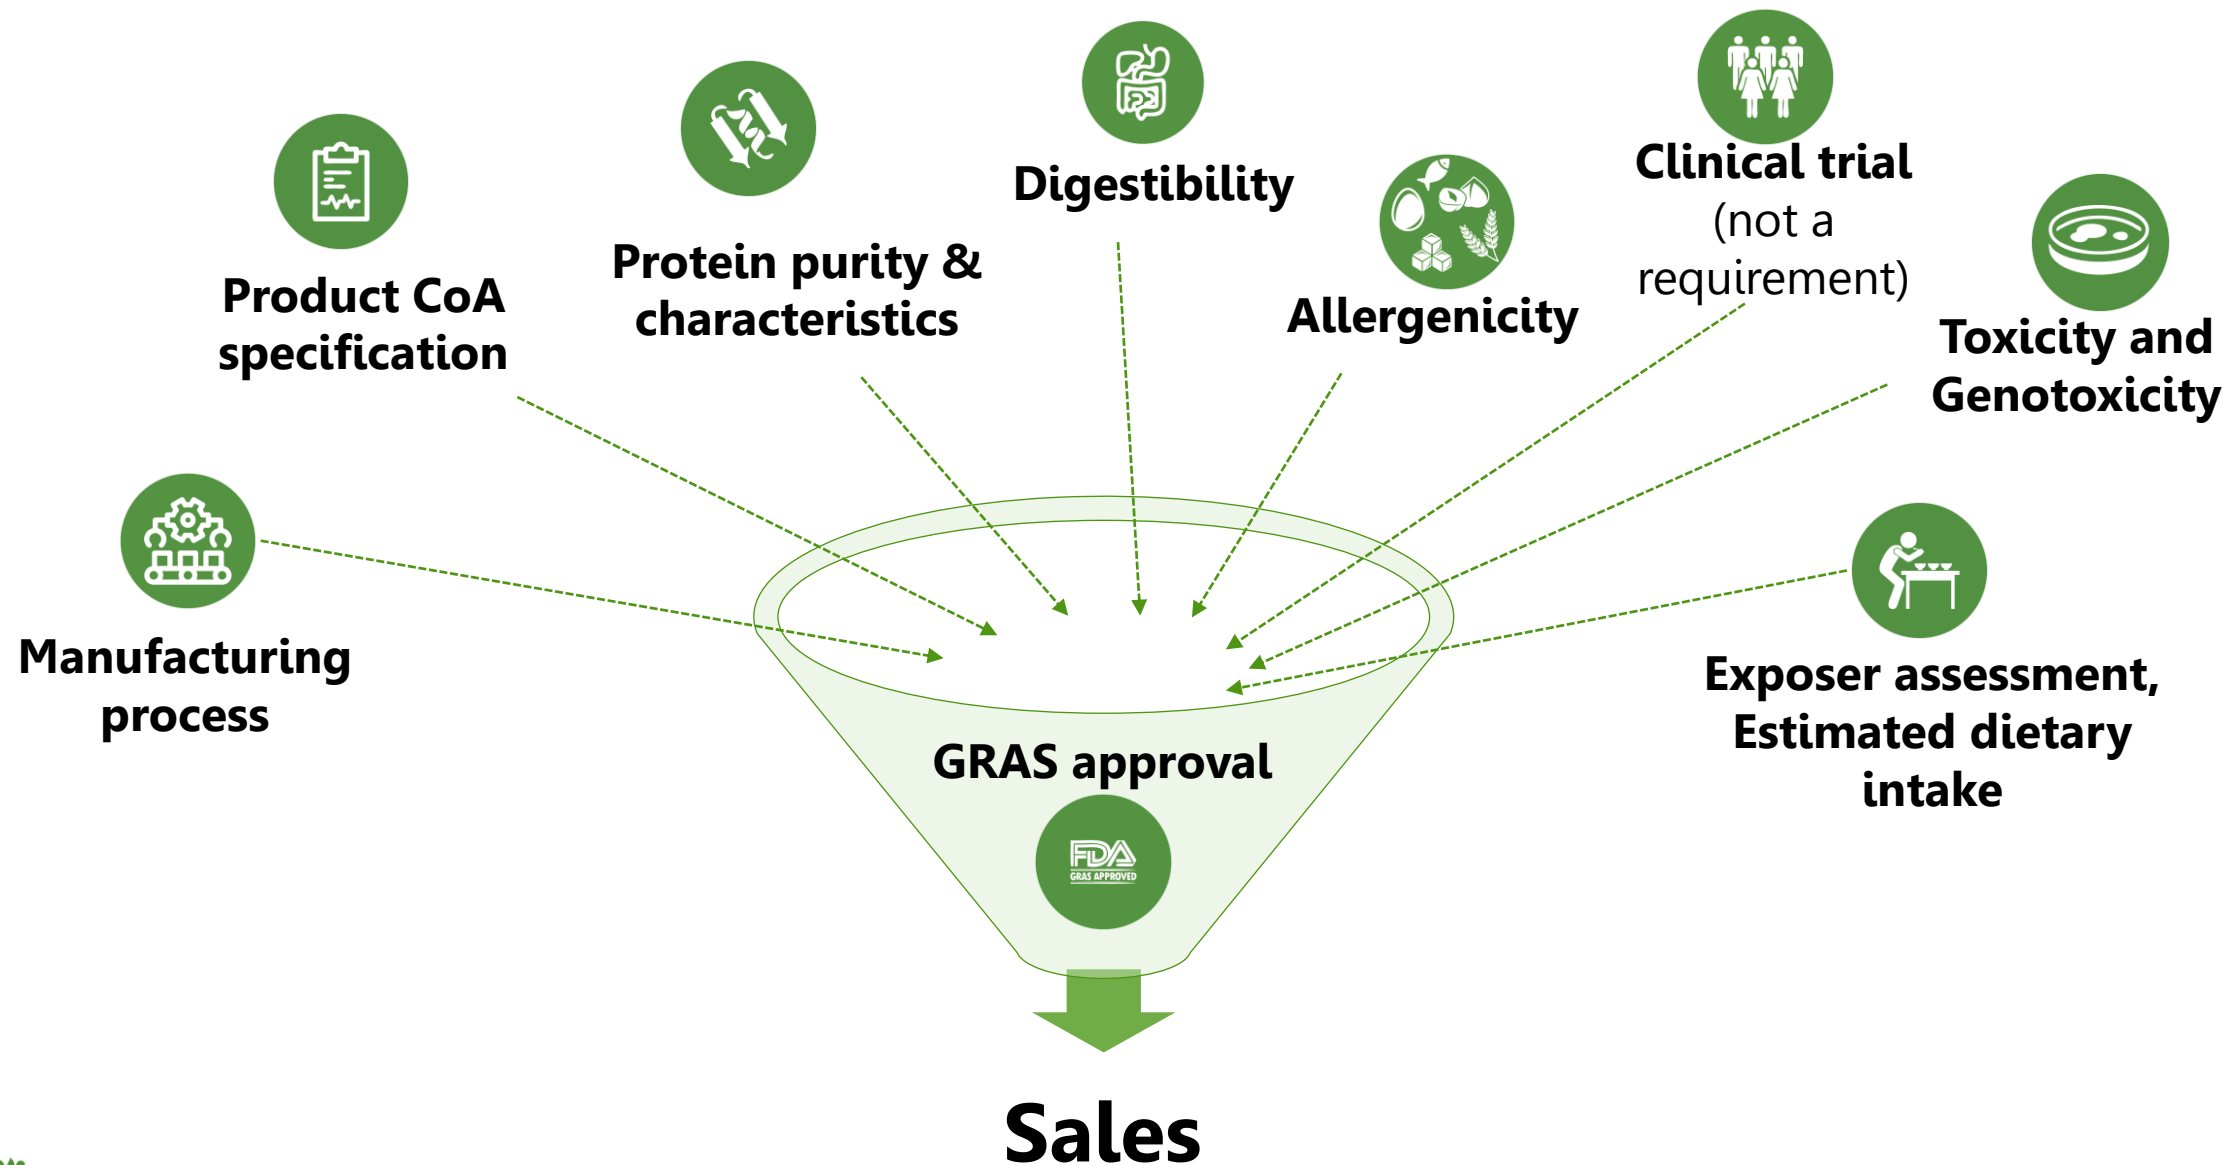 Clinical trial
(not a
requirement)
Digestibility
Protein purity &
characteristics
Product CoA
specification
Allergenicity
Toxicity and
Genotoxicity
Manufacturing
process
Exposer assessment,
Estimated dietary
intake
GRAS approval
FDA
GRAS APPROVED
Sales